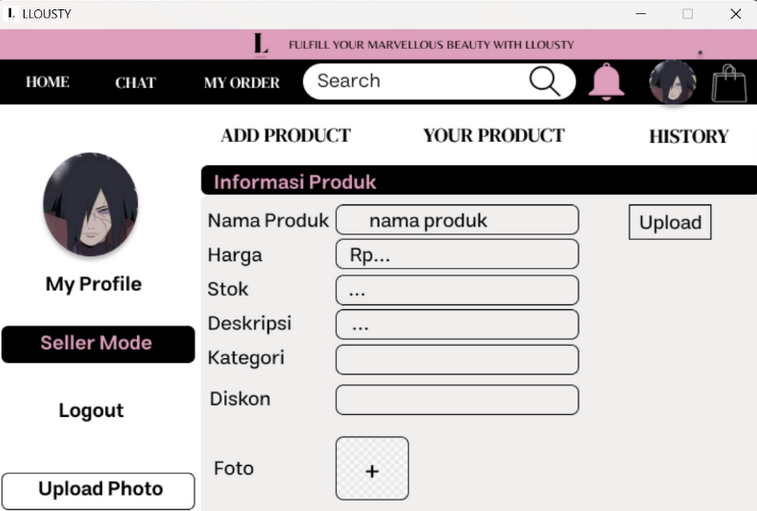 L LLOUSTY
L FULFILL YOUR MARVELLOUS BEAUTY WITH LLOUSTY
HOME CHAT MY ORDER Search
ADD PRODUCT YOUR PRODUCT HISTORY
Informasi Produk
Nama Produk nama produk Upload
Harga Rp...
Stok ...
Deskripsi ...
Kategori
Diskon
Foto +
My Profile
Seller Mode
Logout
Upload Photo